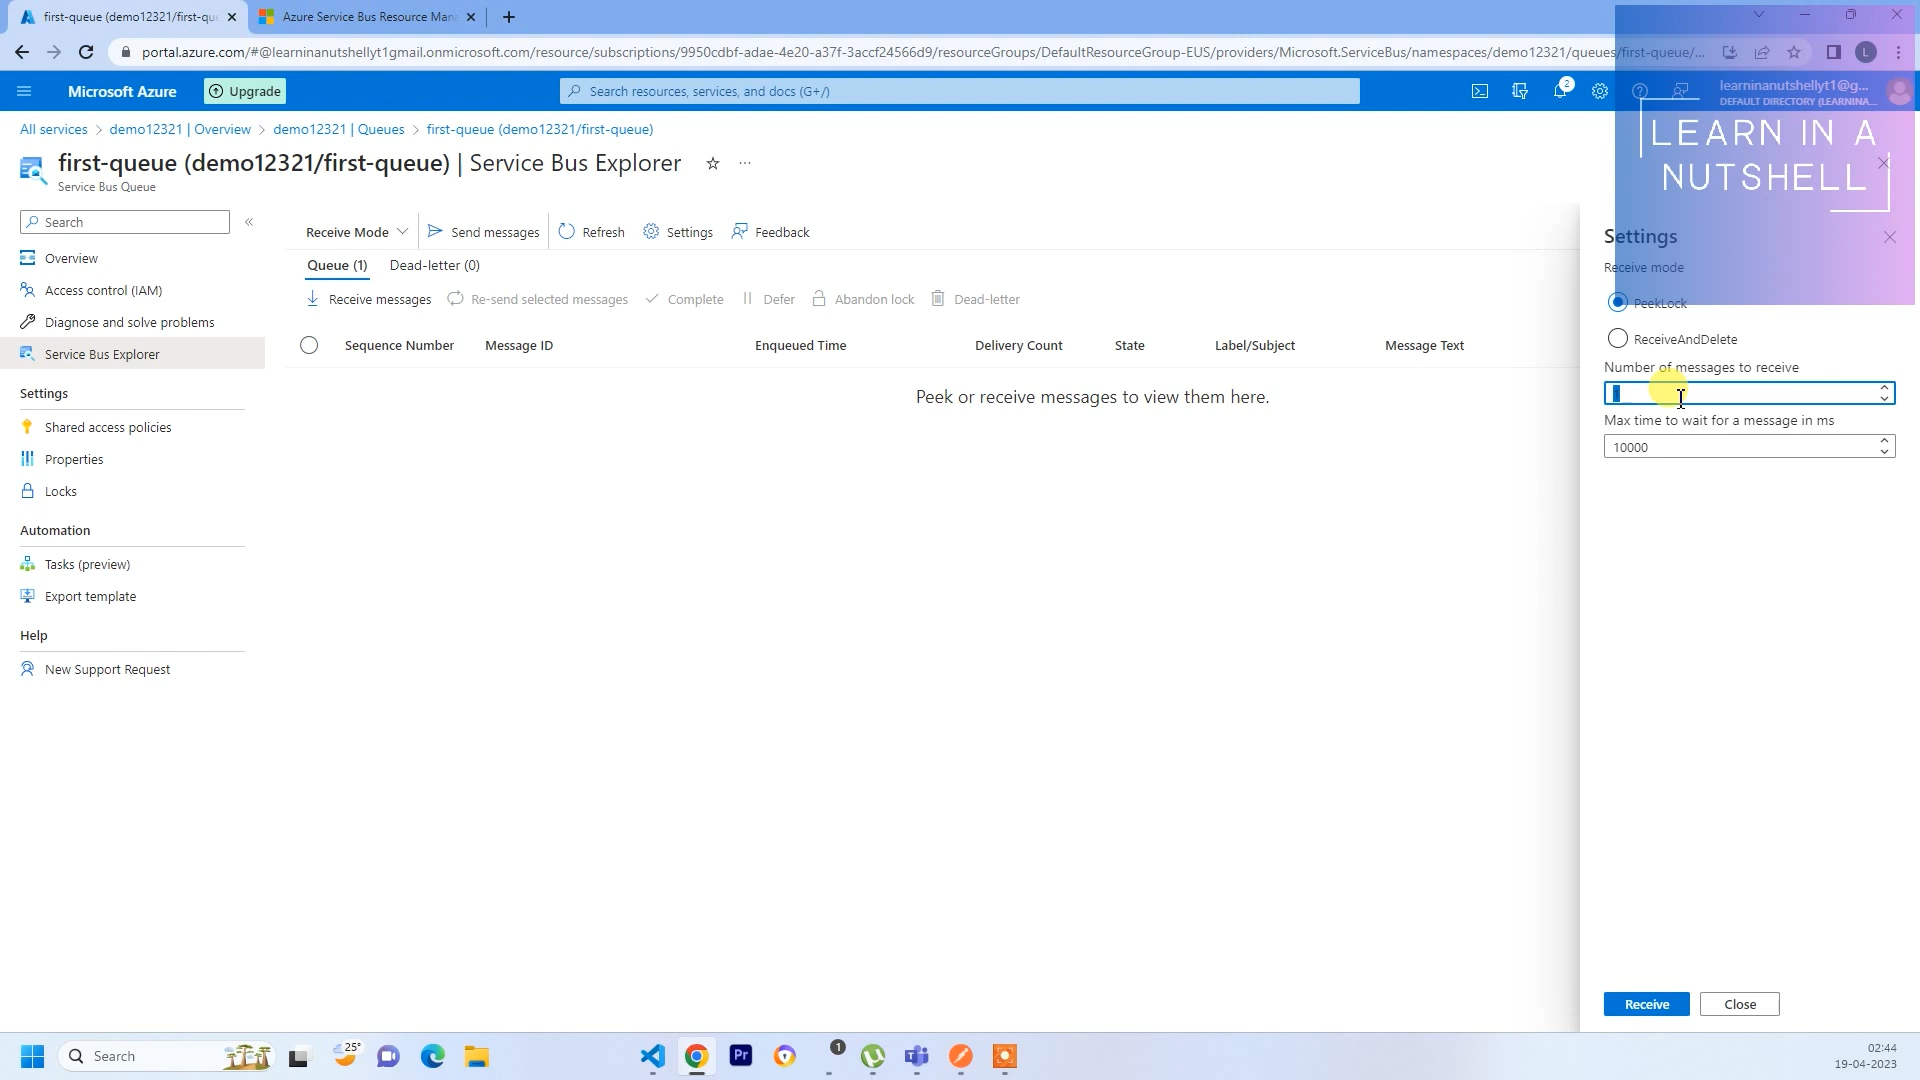 first-queue (demo12321/first-qu
Azure Service Bus Resource Mana
portal.azure.com/#@learninanutshellyt1gmail.onmicrosoft.com/resource/subscriptions/9950cdbf-adae-4e20-a37f-3accf24566d9/resourceGroups/DefaultResourceGroup-EUS/providers/Microsoft.ServiceBus/namespaces/demo12321/queues/first-queue/...
L
Microsoft Azure
Upgrade
Search resources, services, and docs (G+/)
2
learninanutshellyt1@g...
DEFAULT DIRECTORY (LEARNINA...
LEARN IN A
NUTSHELL
All services > demo12321 | Overview > demo12321 | Queues > first-queue (demo12321/first-queue)
first-queue (demo12321/first-queue) | Service Bus Explorer
Service Bus Queue
Search
Overview
Access control (IAM)
Diagnose and solve problems
Service Bus Explorer
Settings
Shared access policies
Properties
Locks
Automation
Tasks (preview)
Export template
Help
New Support Request
Receive Mode
Send messages
Refresh
Settings
Feedback
Queue (1)
Dead-letter (0)
Receive messages
Re-send selected messages
Complete
Defer
Abandon lock
Dead-letter
Sequence Number
Message ID
Enqueued Time
Delivery Count
State
Label/Subject
Message Text
Peek or receive messages to view them here.
Settings
Receive mode
PeekLock
ReceiveAndDelete
Number of messages to receive
Max time to wait for a message in ms
10000
Receive
Close
Search
25°
Pr
1
02:44
19-04-2023